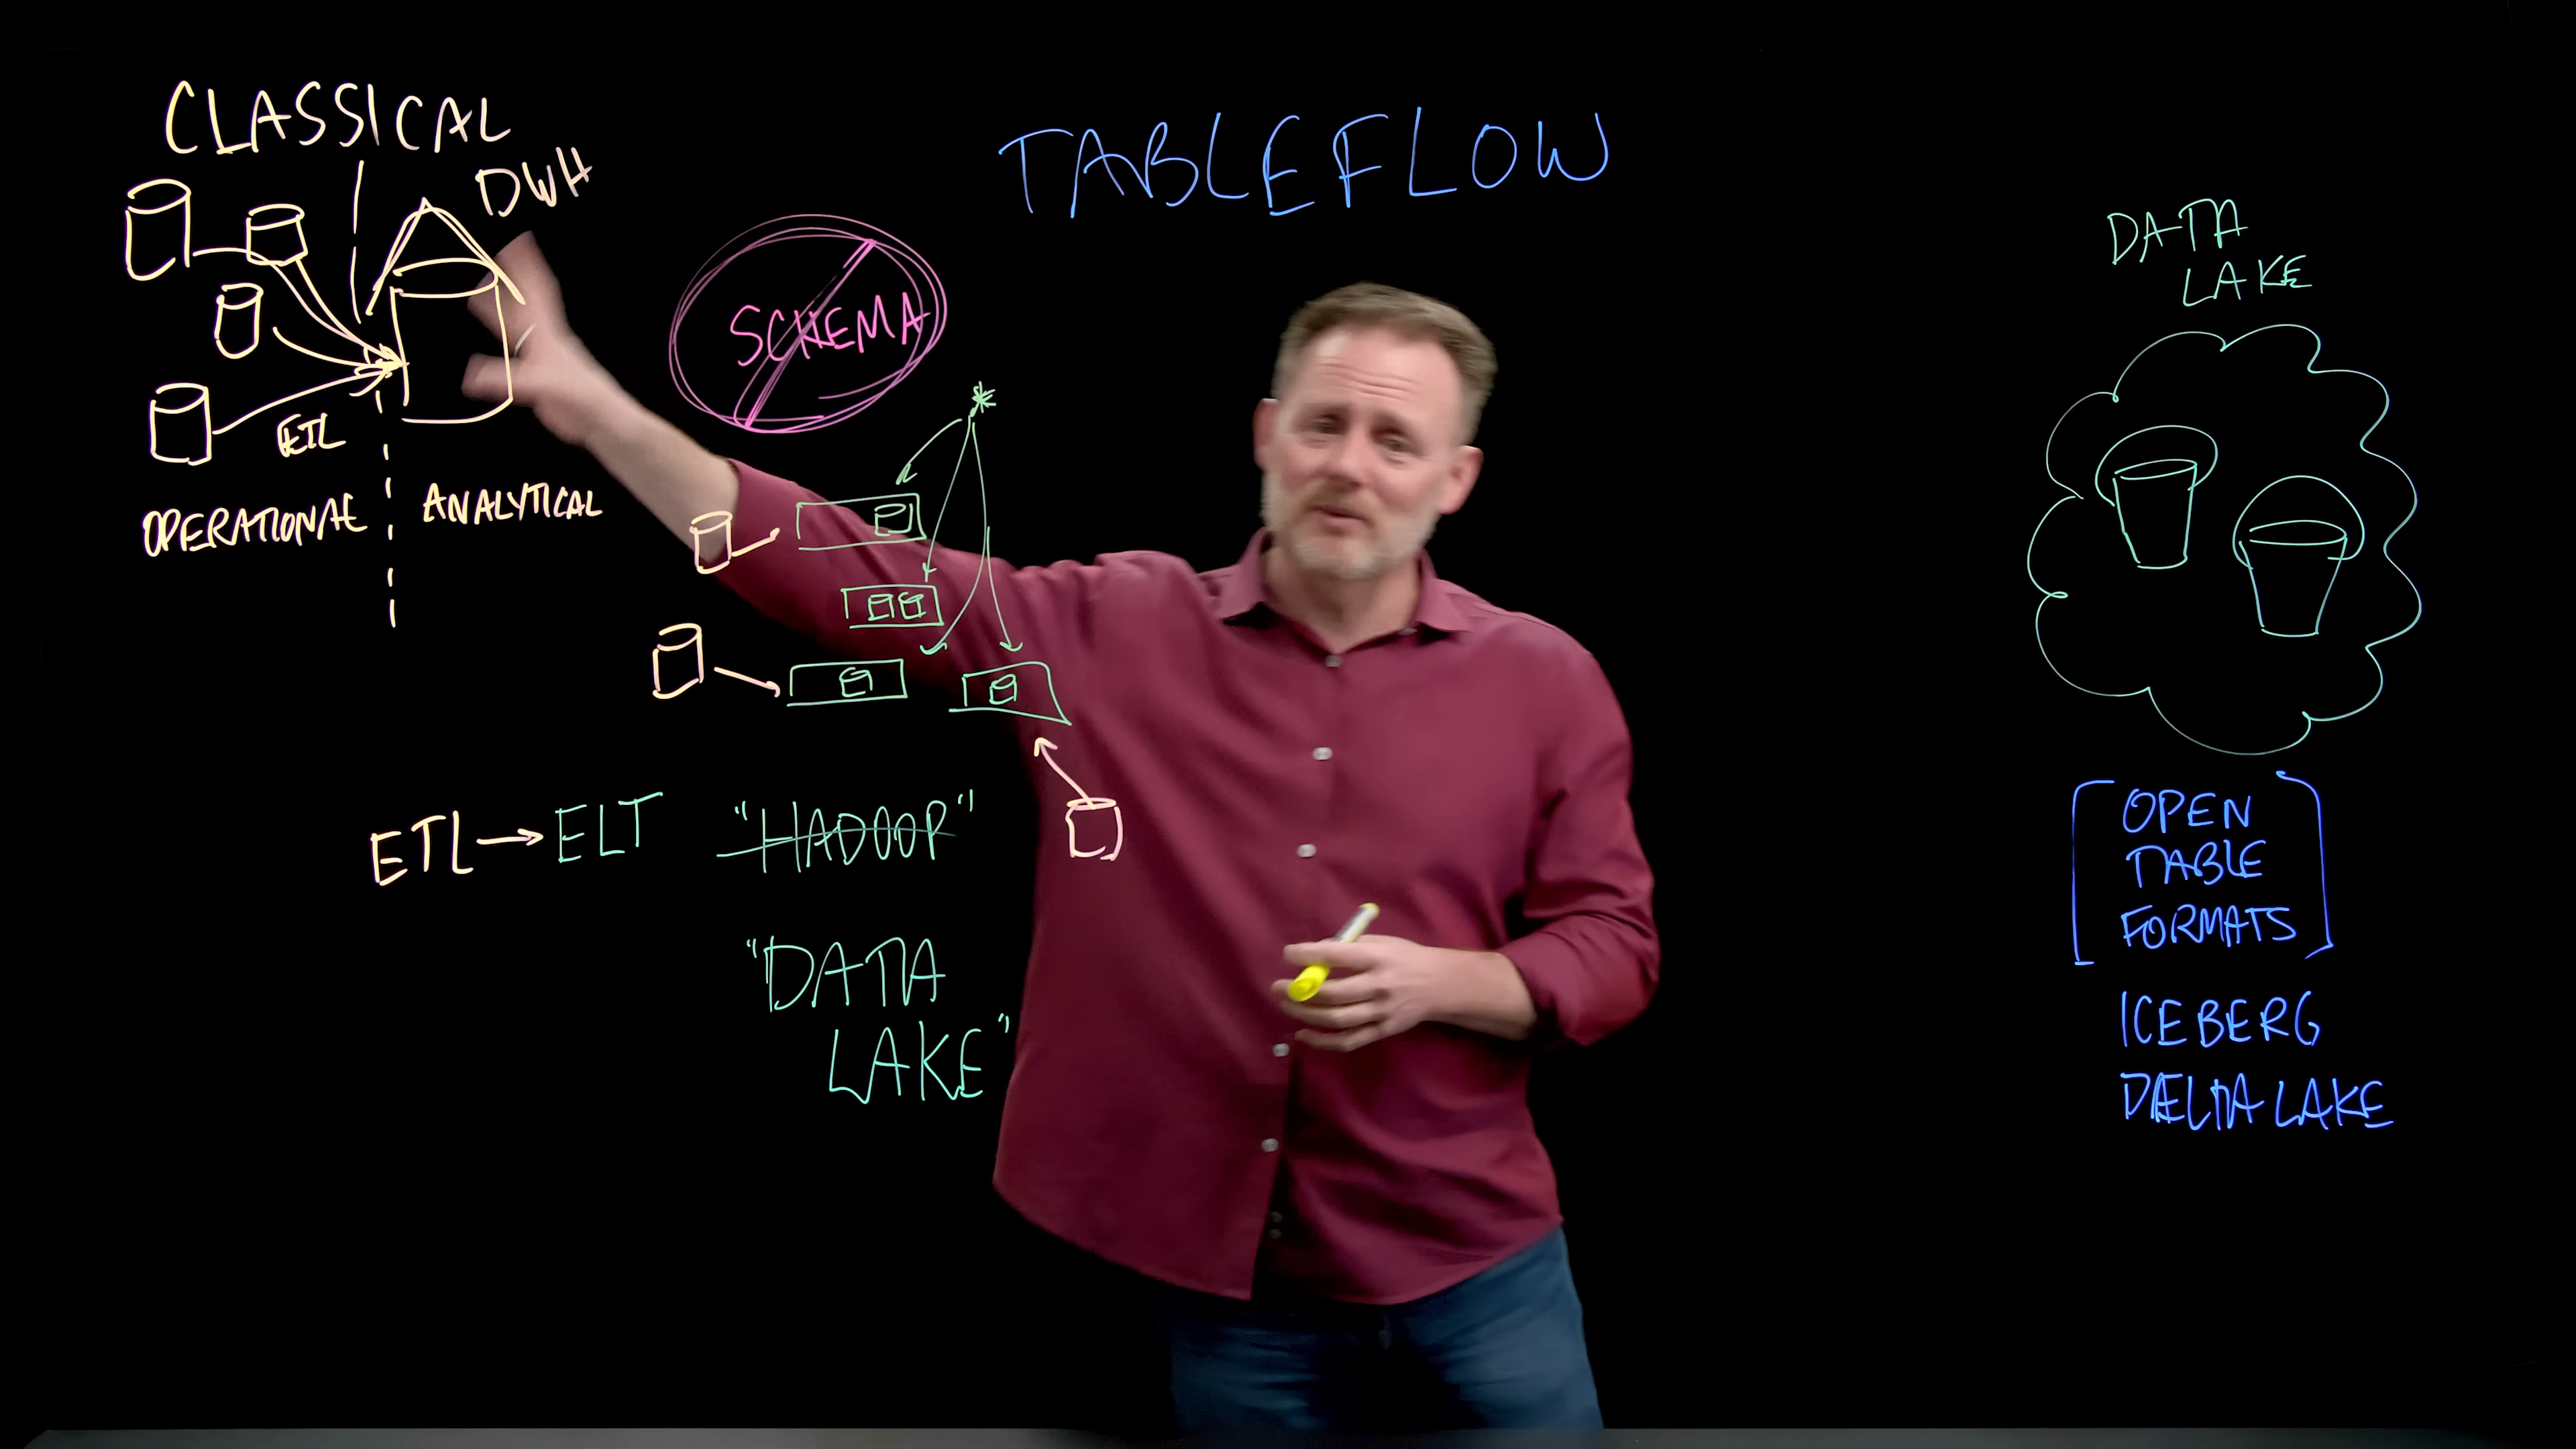 CLASSICAL
DWH
ETL
OPERATIONAL
ANALYTICAL
TABLEFLOW
SCHEMA
ETL → ELT
"HADOOP"
"DATA
LAKE"
DATA
LAKE
OPEN
TABLE
FORMATS
ICEBERG
DELTA LAKE